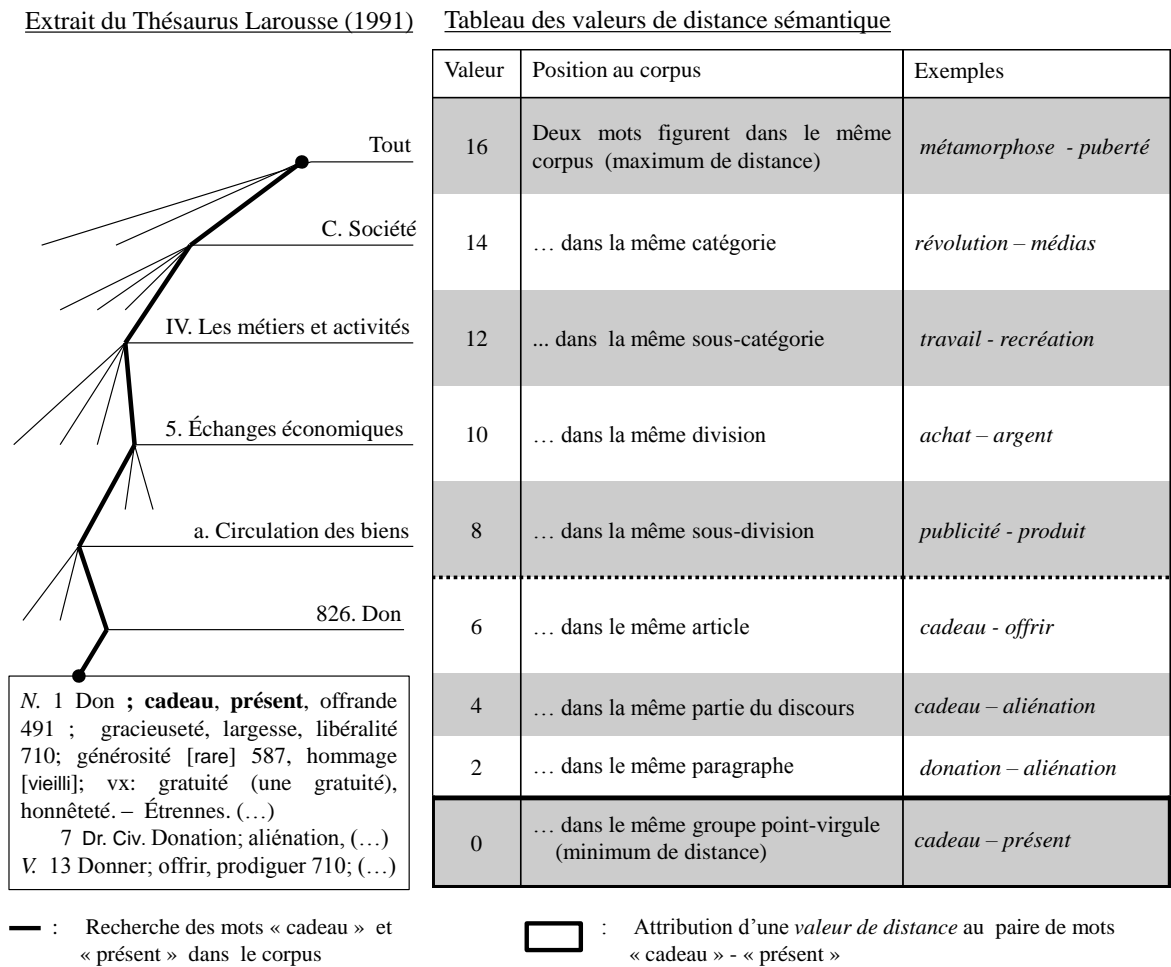 Extrait du Thésaurus Larousse (1991)
Tout
C. Société
IV. Les métiers et activités
5. Échanges économiques
a. Circulation des biens
826. Don
N. 1 Don ; cadeau, présent, offrande
491 ; gracieuseté, largesse, libéralité
710; générosité [rare] 587, hommage
[vieilli]; vx: gratuité (une gratuité),
honnêteté. – Étrennes. (…)
7 Dr. Civ. Donation; aliénation, (…)
V. 13 Donner; offrir, prodiguer 710; (…)
Tableau des valeurs de distance sémantique
Valeur Position au corpus Exemples
16 Deux mots figurent dans le même
corpus (maximum de distance) métamorphose - puberté
14 … dans la même catégorie révolution – médias
12 ... dans la même sous-catégorie travail - recréation
10 … dans la même division achat – argent
8 … dans la même sous-division publicité - produit
6 … dans le même article cadeau - offrir
4 … dans la même partie du discours cadeau – aliénation
2 … dans le même paragraphe donation – aliénation
0 … dans le même groupe point-virgule
(minimum de distance) cadeau – présent
: Recherche des mots « cadeau » et
« présent » dans le corpus
: Attribution d’une valeur de distance au paire de mots
« cadeau » - « présent »